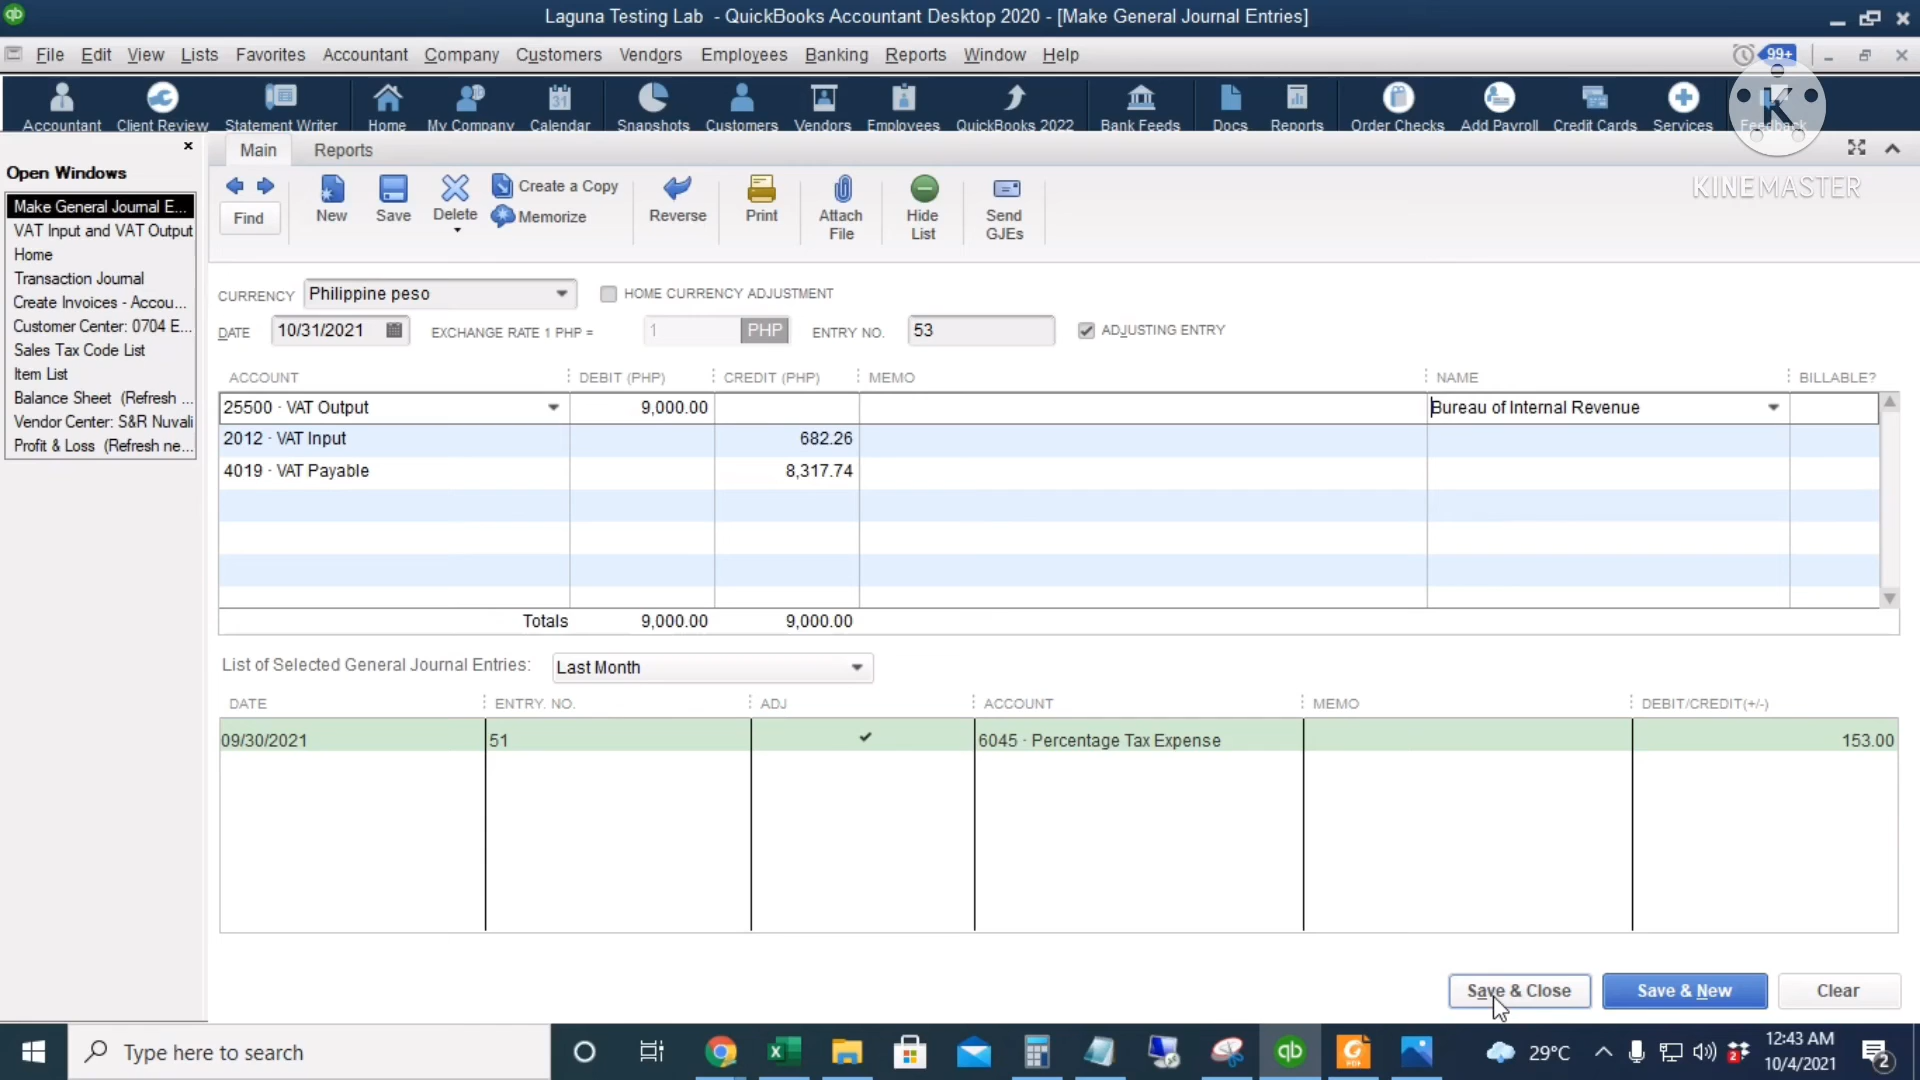 Laguna Testing Lab - QuickBooks Accountant Desktop 2020 - [Make General Journal Entries]
File Edit View Lists Favorites Accountant Company Customers Vendors Employees Banking Reports Window Help
99+
Accountant Client Review Statement Writer Home My Company Calendar Snapshots Customers Vendors Employees QuickBooks 2022 Bank Feeds Docs Reports Order Checks Add Payroll Credit Cards Services Feedback
K
KINEMASTER
Main Reports
Open Windows
Make General Journal E...
VAT Input and VAT Output
Home
Transaction Journal
Create Invoices - Accou...
Customer Center: 0704 E...
Sales Tax Code List
Item List
Balance Sheet (Refresh ...
Vendor Center: S&R Nuvali
Profit & Loss (Refresh ne...
Find
New
Save
Delete
Create a Copy
Memorize
Reverse
Print
Attach File
Hide List
Send GJEs
CURRENCY Philippine peso HOME CURRENCY ADJUSTMENT
DATE 10/31/2021 EXCHANGE RATE 1 PHP = 1 PHP ENTRY NO. 53 ADJUSTING ENTRY
ACCOUNT DEBIT (PHP) CREDIT (PHP) MEMO NAME BILLABLE?
25500 · VAT Output 9,000.00 Bureau of Internal Revenue
2012 · VAT Input 682.26
4019 · VAT Payable 8,317.74
Totals 9,000.00 9,000.00
List of Selected General Journal Entries: Last Month
DATE ENTRY. NO. ADJ ACCOUNT MEMO DEBIT/CREDIT(+/-)
09/30/2021 51 6045 · Percentage Tax Expense 153.00
Save & Close Save & New Clear
Type here to search
29°C
12:43 AM
10/4/2021
2